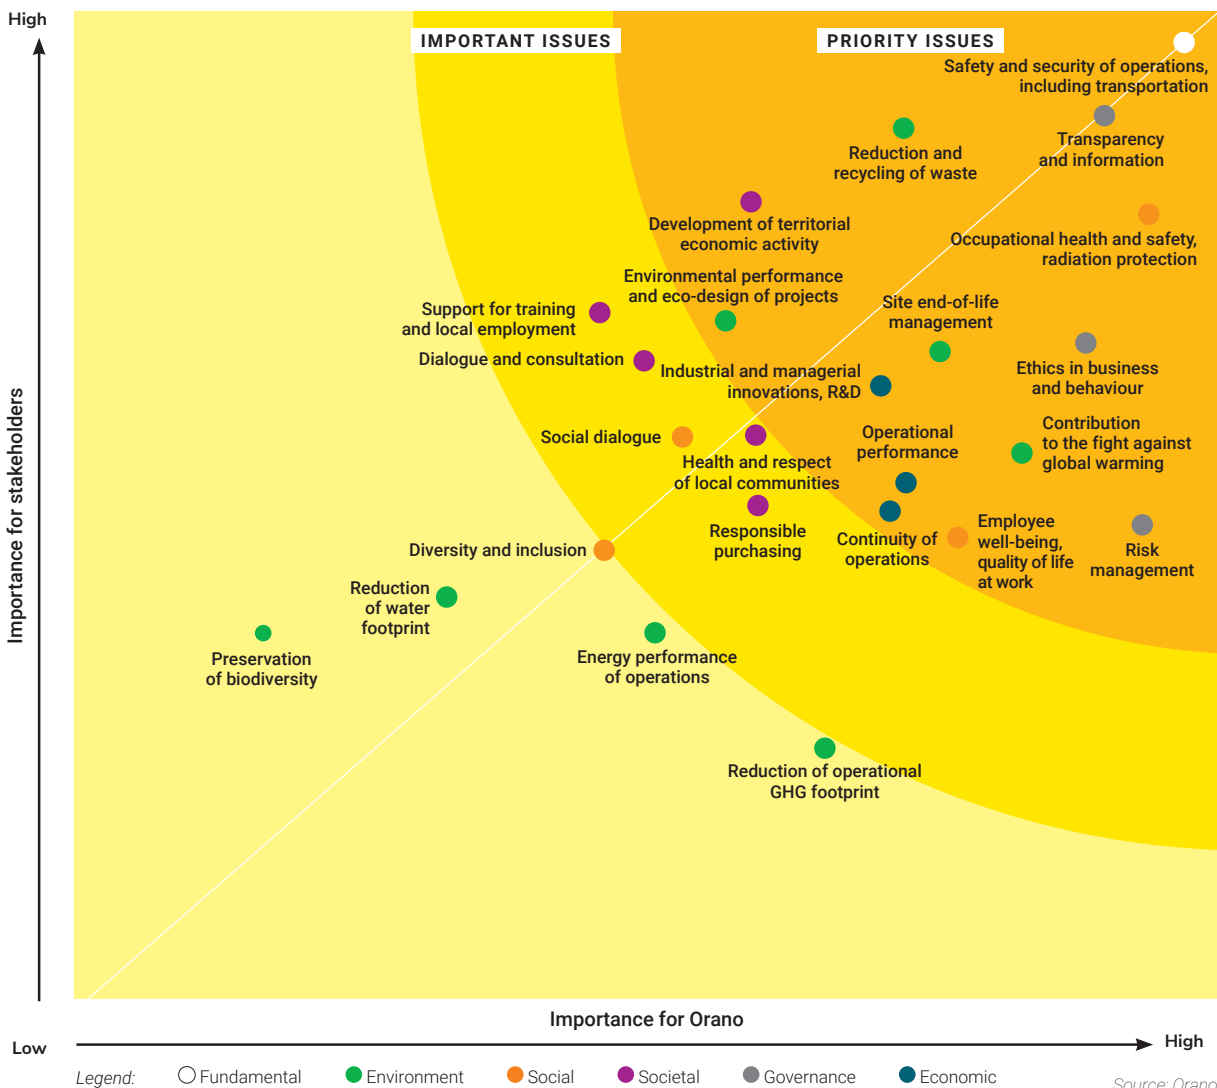 High
IMPORTANT ISSUES
PRIORITY ISSUES
Safety and security of operations,
including transportation
Transparency
and information
Reduction and
recycling of waste
Development of territorial
economic activity
Occupational health and safety,
radiation protection
Environmental performance
and eco-design of projects
Site end-of-life
management
Support for training
and local employment
Dialogue and consultation
Industrial and managerial
innovations, R&D
Ethics in business
and behaviour
Social dialogue
Operational
performance
Contribution
to the fight against
global warming
Health and respect
of local communities
Responsible
purchasing
Continuity of
operations
Employee
well-being,
quality of life
at work
Risk
management
Diversity and inclusion
Reduction
of water
footprint
Preservation
of biodiversity
Energy performance
of operations
Reduction of operational
GHG footprint
Importance for stakeholders
Importance for Orano
Low
High
Legend:
Fundamental
Environment
Social
Societal
Governance
Economic
Source: Orano